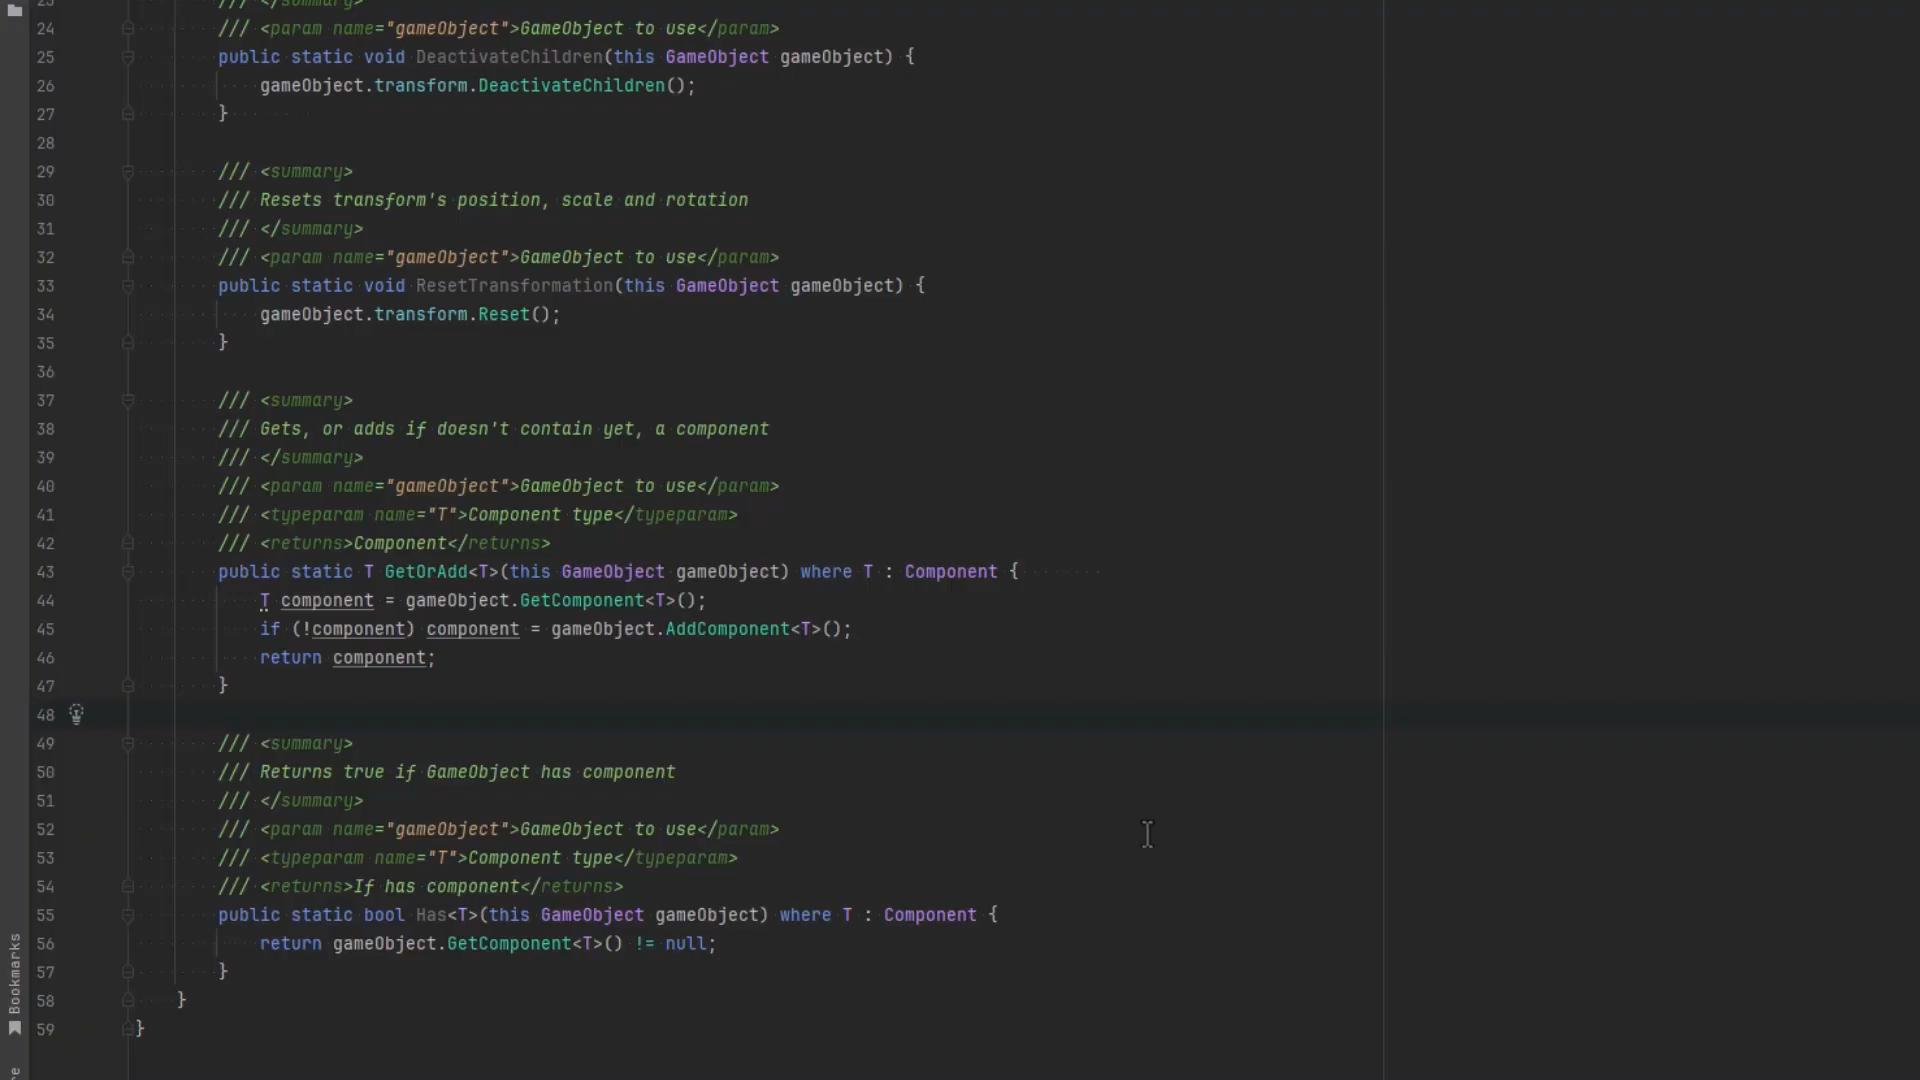 23 /// </summary>
24 /// <param name="gameObject">GameObject to use</param>
25 public static void DeactivateChildren(this GameObject gameObject) {
26 gameObject.transform.DeactivateChildren();
27 }
28
29 /// <summary>
30 /// Resets transform's position, scale and rotation
31 /// </summary>
32 /// <param name="gameObject">GameObject to use</param>
33 public static void ResetTransformation(this GameObject gameObject) {
34 gameObject.transform.Reset();
35 }
36
37 /// <summary>
38 /// Gets, or adds if doesn't contain yet, a component
39 /// </summary>
40 /// <param name="gameObject">GameObject to use</param>
41 /// <typeparam name="T">Component type</typeparam>
42 /// <returns>Component</returns>
43 public static T GetOrAdd<T>(this GameObject gameObject) where T : Component {
44 T component = gameObject.GetComponent<T>();
45 if (!component) component = gameObject.AddComponent<T>();
46 return component;
47 }
48
49 /// <summary>
50 /// Returns true if GameObject has component
51 /// </summary>
52 /// <param name="gameObject">GameObject to use</param>
53 /// <typeparam name="T">Component type</typeparam>
54 /// <returns>If has component</returns>
55 public static bool Has<T>(this GameObject gameObject) where T : Component {
56 return gameObject.GetComponent<T>() != null;
57 }
58 }
59 }
Bookmarks